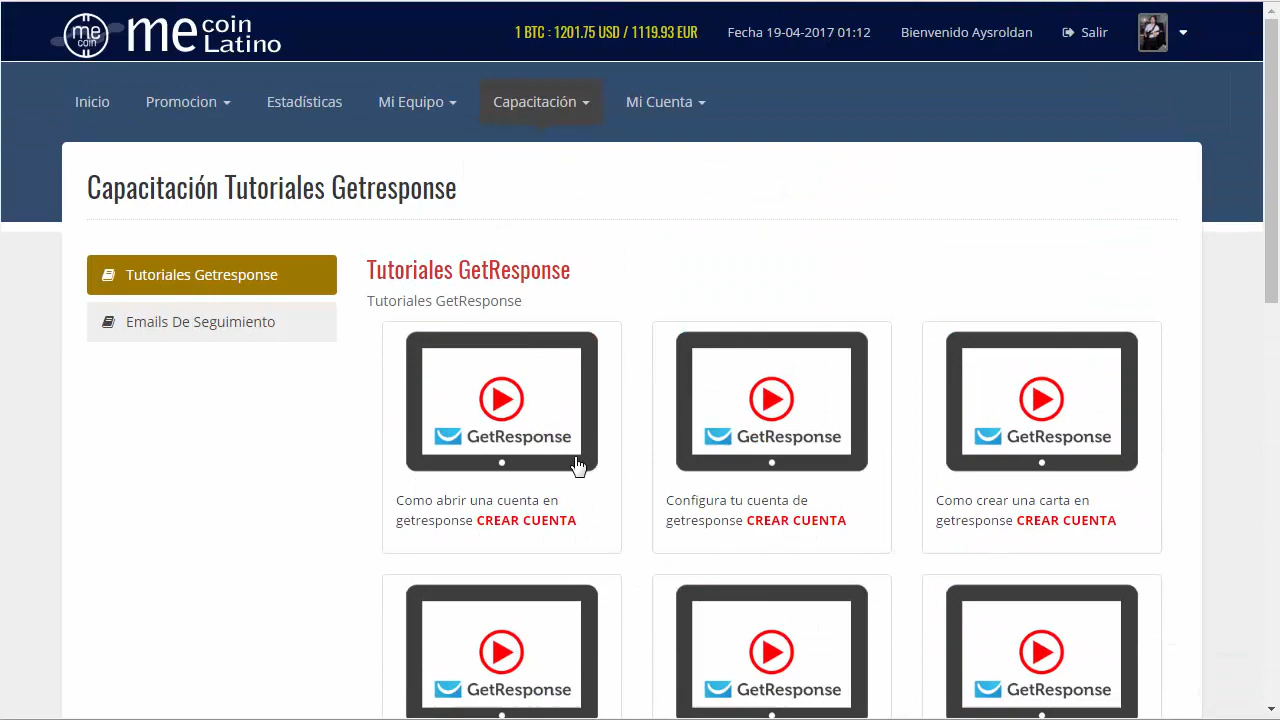 me coin
me coin Latino
1 BTC : 1201.75 USD / 1119.93 EUR
Fecha 19-04-2017 01:12
Bienvenido Aysroldan
Salir
Inicio
Promocion
Estadísticas
Mi Equipo
Capacitación
Mi Cuenta
Capacitación Tutoriales Getresponse
Tutoriales Getresponse
Emails De Seguimiento
Tutoriales GetResponse
Tutoriales GetResponse
GetResponse
Como abrir una cuenta en
getresponse CREAR CUENTA
GetResponse
Configura tu cuenta de
getresponse CREAR CUENTA
GetResponse
Como crear una carta en
getresponse CREAR CUENTA
GetResponse
GetResponse
GetResponse